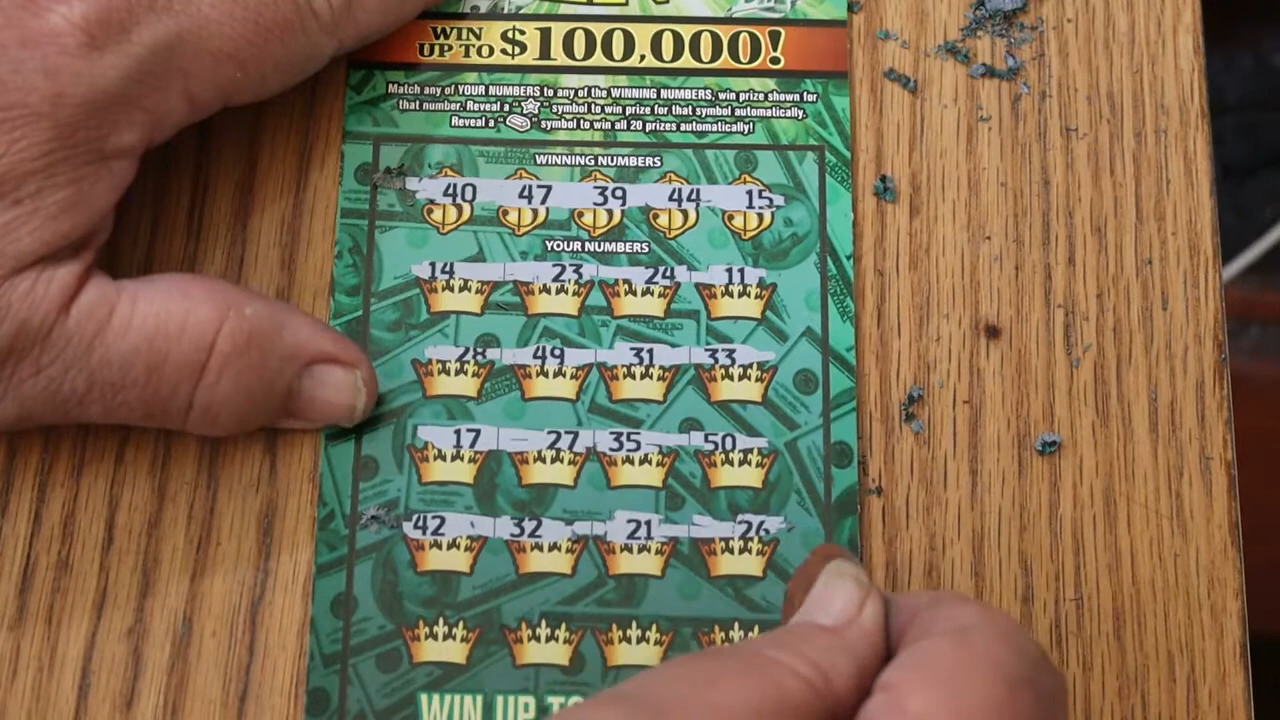 WIN
UP TO $100,000!
Match any of YOUR NUMBERS to any of the WINNING NUMBERS, win prize shown for
that number. Reveal a " " symbol to win prize for that symbol automatically.
Reveal a " " symbol to win all 20 prizes automatically!
WINNING NUMBERS
40 47 39 44 15
YOUR NUMBERS
14 23 24 11
28 49 31 33
17 27 35 50
42 32 21 26
WIN UP TO